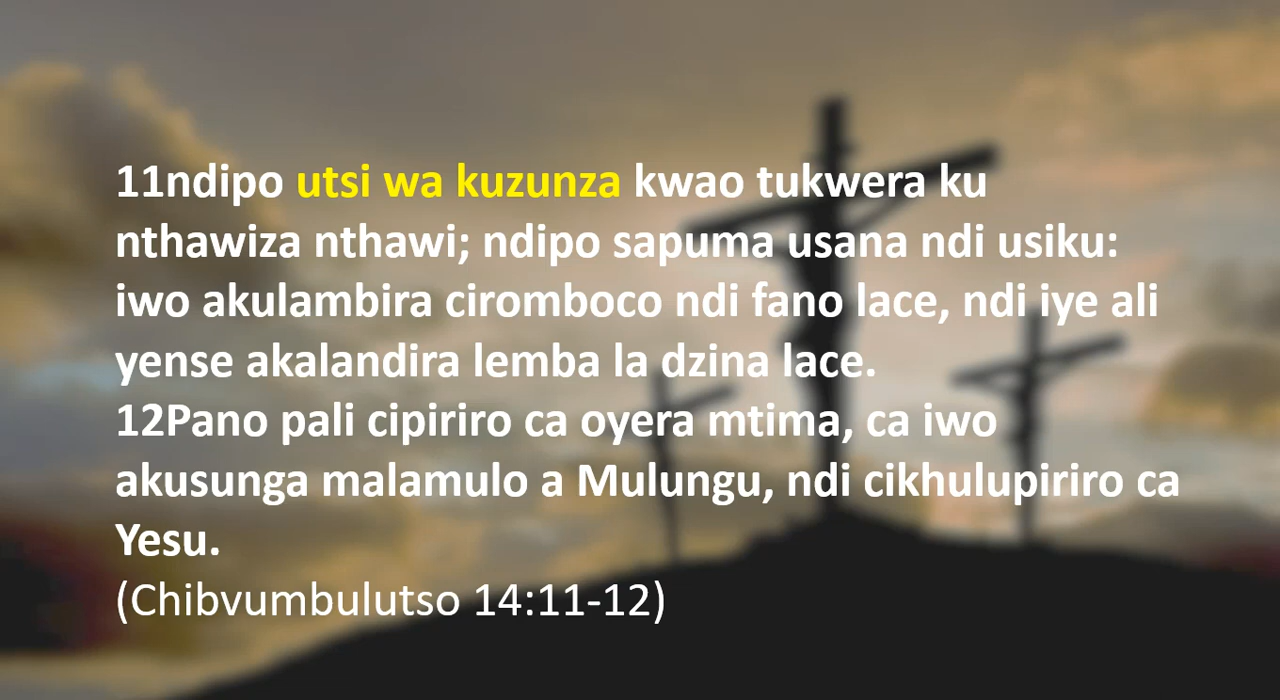 11ndipo utsi wa kuzunza kwao tukwera ku
nthawiza nthawi; ndipo sapuma usana ndi usiku:
iwo akulambira ciromboco ndi fano lace, ndi iye ali
yense akalandira lemba la dzina lace.
12Pano pali cipiriro ca oyera mtima, ca iwo
akusunga malamulo a Mulungu, ndi cikhulupiriro ca
Yesu.
(Chibvumbulutso 14:11-12)